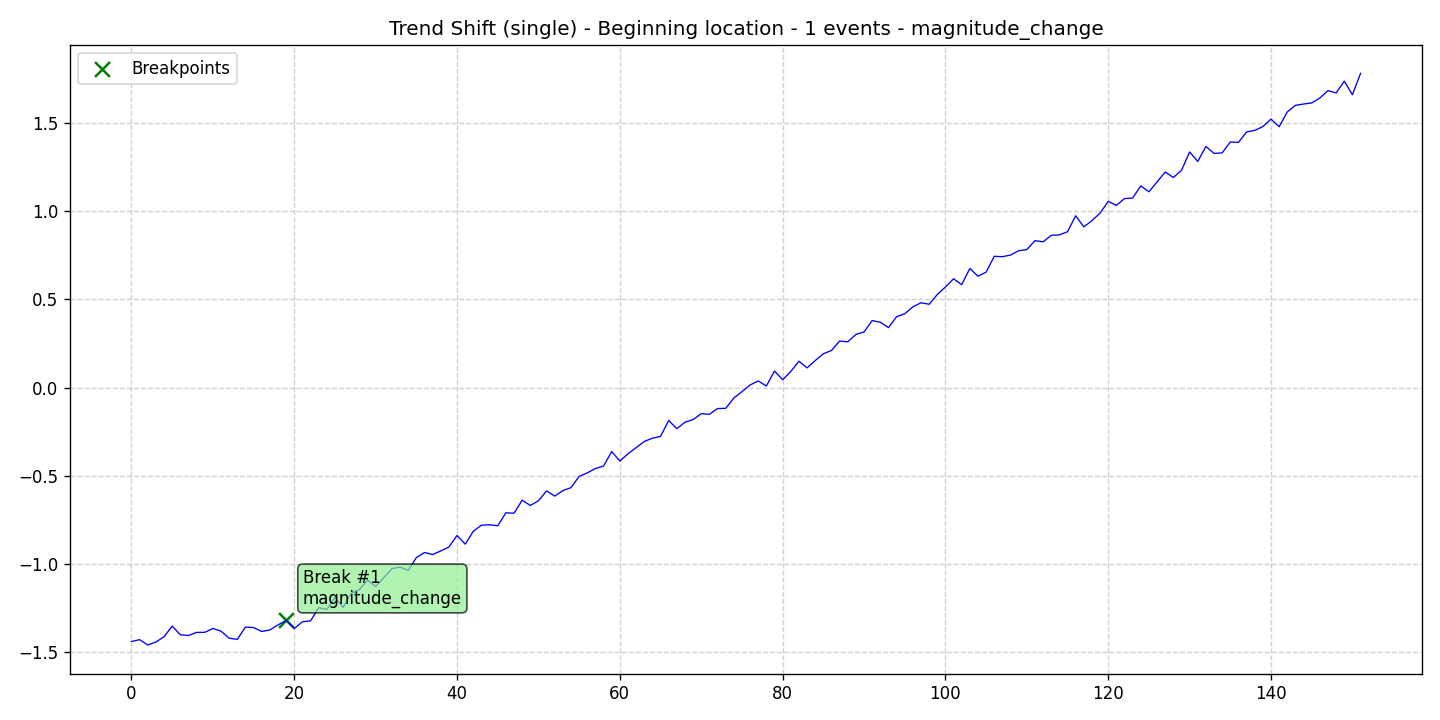 Trend Shift (single) - Beginning location - 1 events - magnitude_change
Breakpoints
1.5
1.0
0.5
0.0
−0.5
−1.0
−1.5
Break #1
magnitude_change
0 20 40 60 80 100 120 140